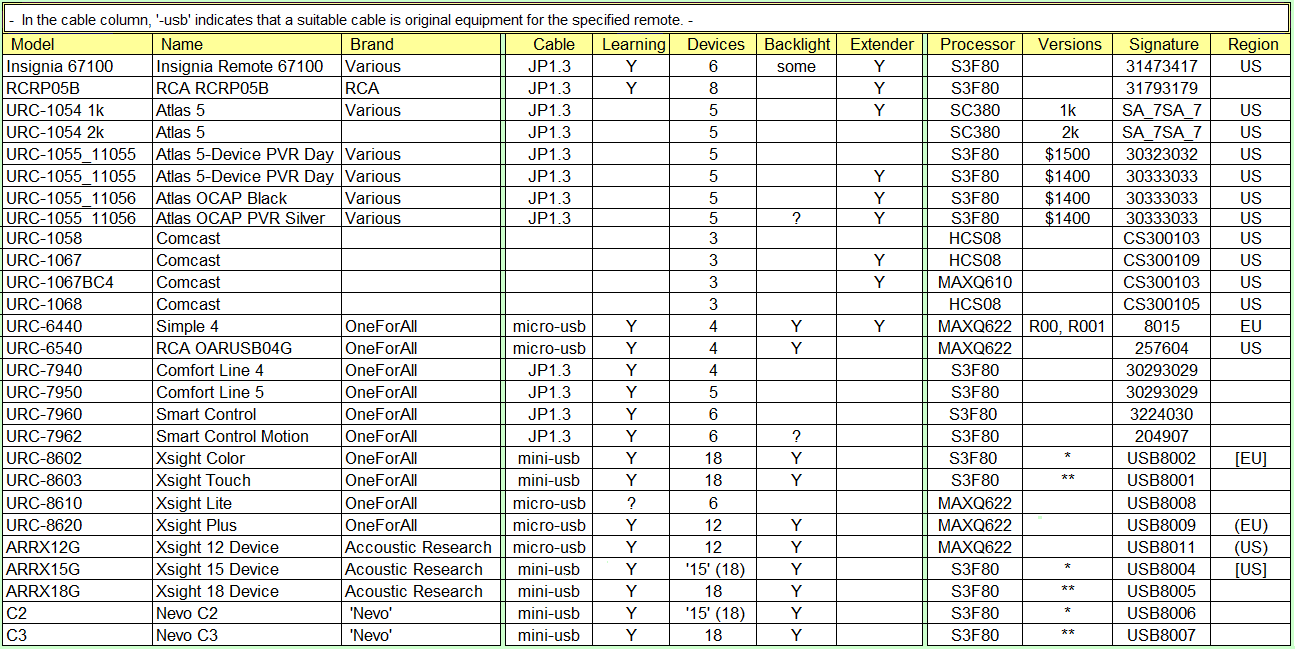 - In the cable column, '-usb' indicates that a suitable cable is original equipment for the specified remote. -
Model Name Brand Cable Learning Devices Backlight Extender Processor Versions Signature Region
Insignia 67100 Insignia Remote 67100 Various JP1.3 Y 6 some Y S3F80 31473417 US
RCRP05B RCA RCRP05B RCA JP1.3 Y 8 Y S3F80 31793179
URC-1054 1k Atlas 5 Various JP1.3 5 Y SC380 1k SA_7SA_7 US
URC-1054 2k Atlas 5 JP1.3 5 SC380 2k SA_7SA_7 US
URC-1055_11055 Atlas 5-Device PVR Day Various JP1.3 5 S3F80 $1500 30323032 US
URC-1055_11055 Atlas 5-Device PVR Day Various JP1.3 5 Y S3F80 $1400 30333033 US
URC-1055_11056 Atlas OCAP Black Various JP1.3 5 Y S3F80 $1400 30333033 US
URC-1055_11056 Atlas OCAP PVR Silver Various JP1.3 5 ? Y S3F80 $1400 30333033 US
URC-1058 Comcast 3 HCS08 CS300103 US
URC-1067 Comcast 3 Y HCS08 CS300109 US
URC-1067BC4 Comcast 3 Y MAXQ610 CS300103 US
URC-1068 Comcast 3 HCS08 CS300105 US
URC-6440 Simple 4 OneForAll micro-usb Y 4 Y Y MAXQ622 R00, R001 8015 EU
URC-6540 RCA OARUSB04G OneForAll micro-usb Y 4 Y MAXQ622 257604 US
URC-7940 Comfort Line 4 OneForAll JP1.3 Y 4 S3F80 30293029
URC-7950 Comfort Line 5 OneForAll JP1.3 Y 5 S3F80 30293029
URC-7960 Smart Control OneForAll JP1.3 Y 6 S3F80 3224030
URC-7962 Smart Control Motion OneForAll JP1.3 Y 6 ? S3F80 204907
URC-8602 Xsight Color OneForAll mini-usb Y 18 Y S3F80 * USB8002 [EU]
URC-8603 Xsight Touch OneForAll mini-usb Y 18 Y S3F80 ** USB8001
URC-8610 Xsight Lite OneForAll micro-usb ? 6 MAXQ622 USB8008
URC-8620 Xsight Plus OneForAll micro-usb Y 12 Y MAXQ622 USB8009 (EU)
ARRX12G Xsight 12 Device Accoustic Research micro-usb Y 12 Y MAXQ622 USB8011 (US)
ARRX15G Xsight 15 Device Acoustic Research mini-usb Y '15' (18) Y S3F80 * USB8004 [US]
ARRX18G Xsight 18 Device Acoustic Research mini-usb Y 18 Y S3F80 ** USB8005
C2 Nevo C2 'Nevo' mini-usb Y '15' (18) Y S3F80 * USB8006
C3 Nevo C3 'Nevo' mini-usb Y 18 Y S3F80 ** USB8007